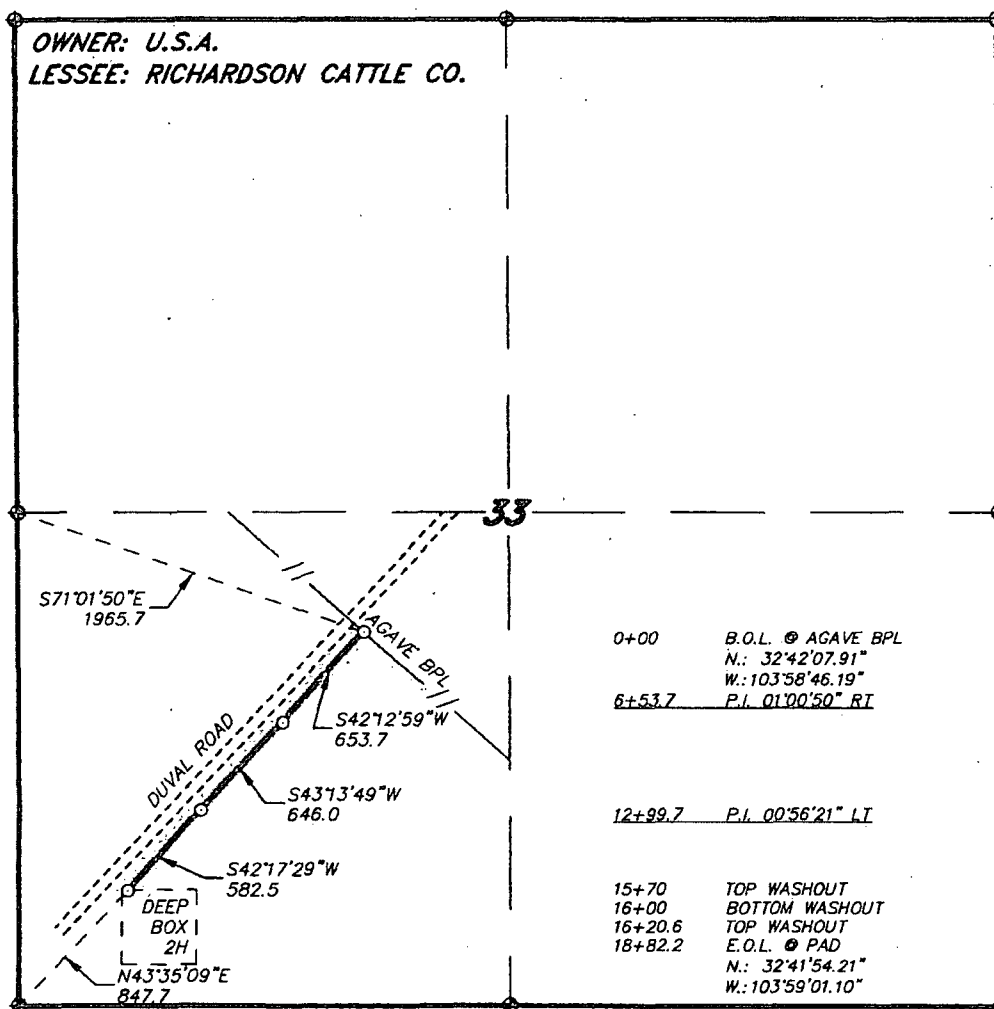 OWNER: U.S.A.
LESSEE: RICHARDSON CATTLE CO.
33
S71°01'50"E
1965.7
AGAVE BPL
DUVAL ROAD
S42°12'59"W
653.7
S43°13'49"W
646.0
S42°17'29"W
582.5
DEEP
BOX
2H
N43°35'09"E
847.7
0+00 B.O.L. @ AGAVE BPL
N.: 32°42'07.91"
W.: 103°58'46.19"
6+53.7 P.I. 01°00'50" RT
12+99.7 P.I. 00°56'21" LT
15+70 TOP WASHOUT
16+00 BOTTOM WASHOUT
16+20.6 TOP WASHOUT
18+82.2 E.O.L. @ PAD
N.: 32°41'54.21"
W.: 103°59'01.10"